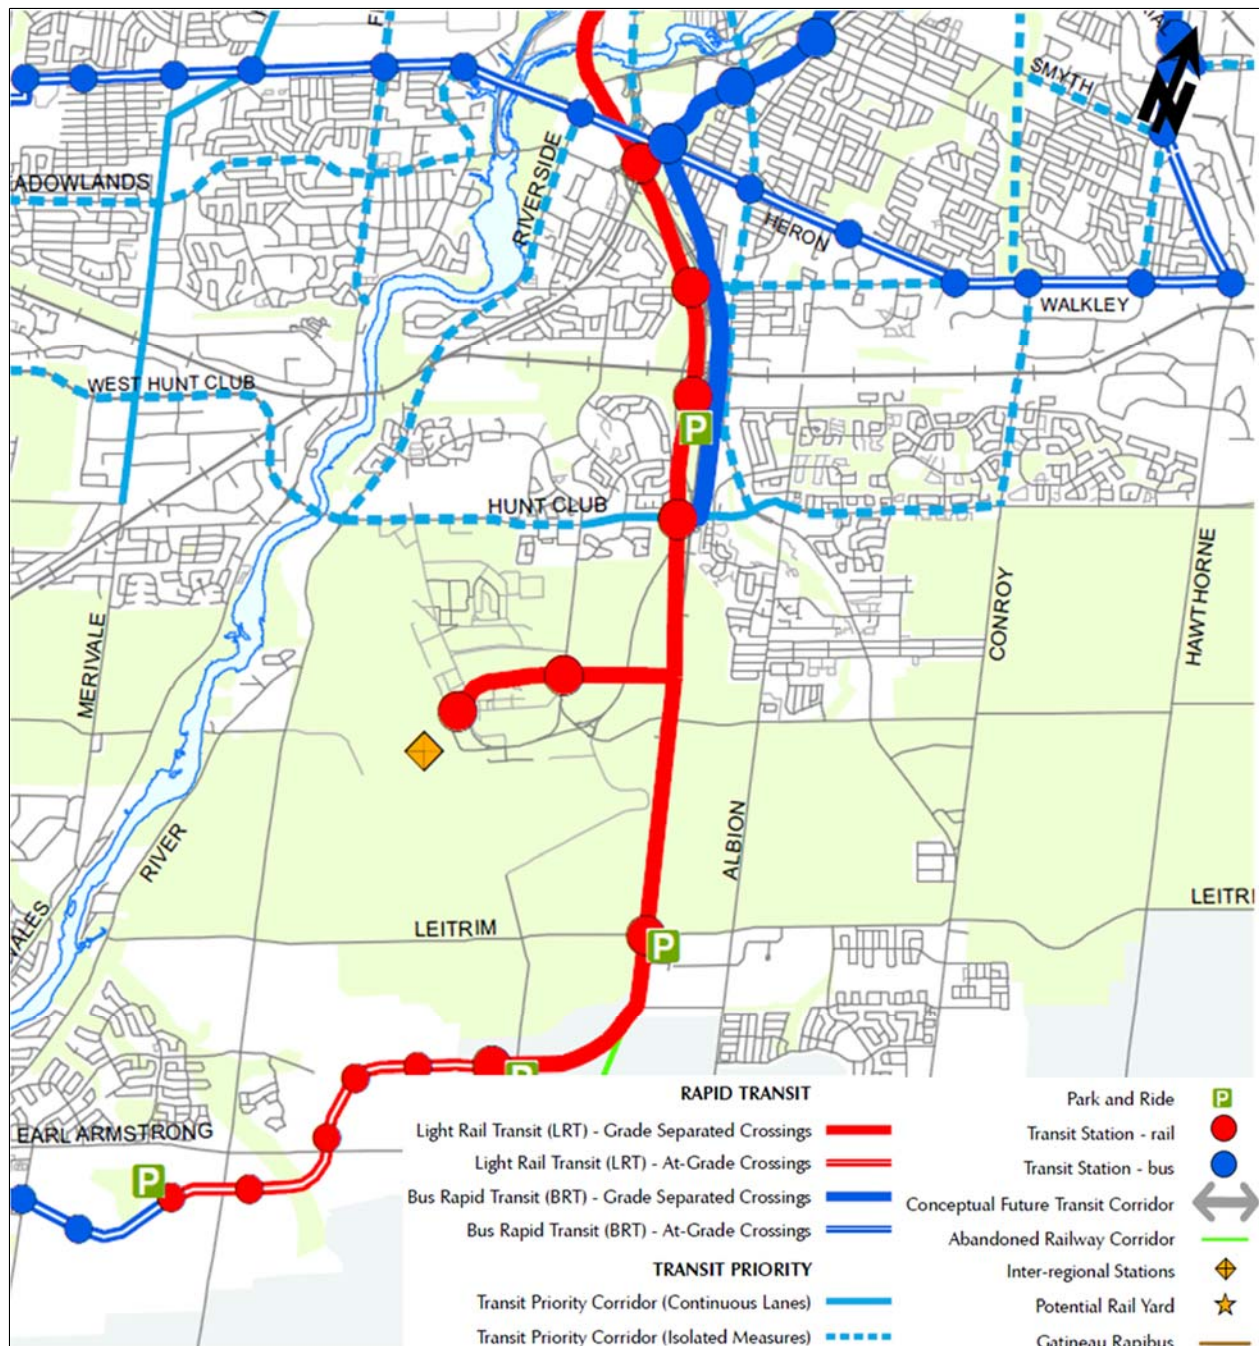 SMYTH
ADOWLANDS
RIVERSIDE
HERON
WALKLEY
WEST HUNT CLUB
HUNT CLUB
MERIVALE
CONROY
HAWTHORNE
RIVER
ALBION
LEITRIM
LEITRI
EARL ARMSTRONG
N
P
P
P
RAPID TRANSIT
Light Rail Transit (LRT) - Grade Separated Crossings
Light Rail Transit (LRT) - At-Grade Crossings
Bus Rapid Transit (BRT) - Grade Separated Crossings
Bus Rapid Transit (BRT) - At-Grade Crossings
TRANSIT PRIORITY
Transit Priority Corridor (Continuous Lanes)
Transit Priority Corridor (Isolated Measures)
Park and Ride
P
Transit Station - rail
Transit Station - bus
Conceptual Future Transit Corridor
Abandoned Railway Corridor
Inter-regional Stations
Potential Rail Yard
Gatineau Rapibus